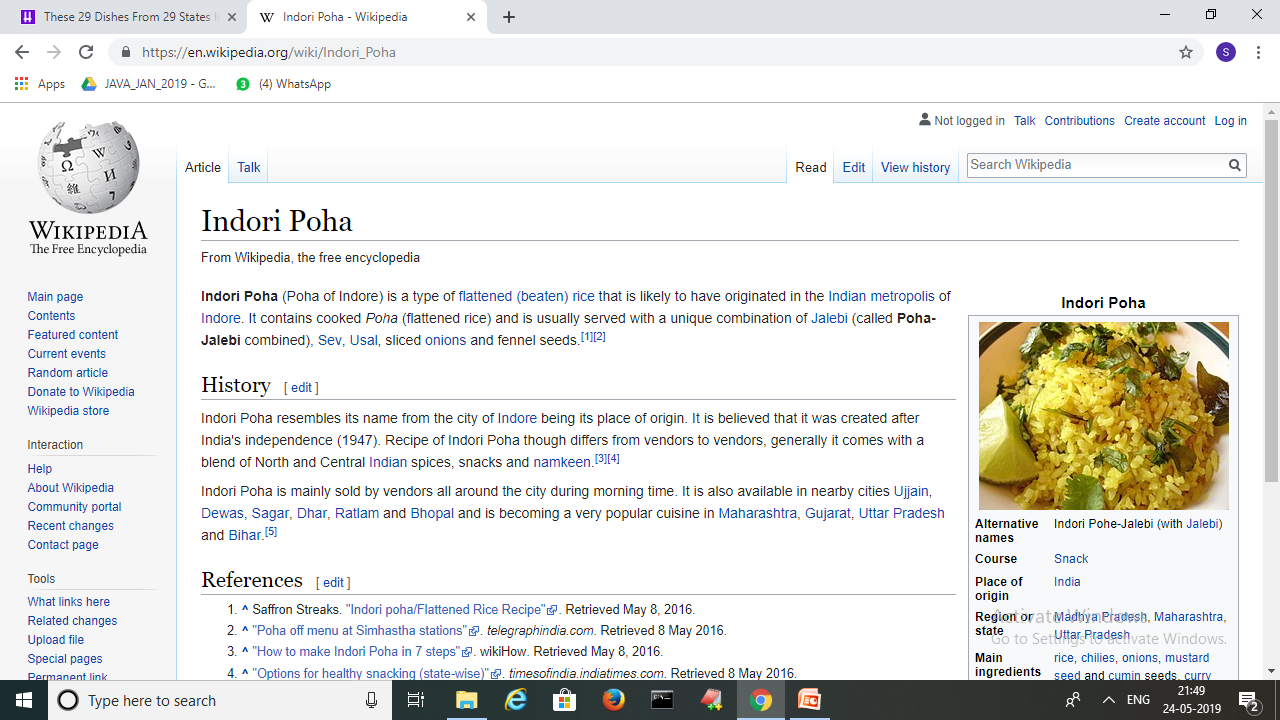 These 29 Dishes From 29 States
Indori Poha - Wikipedia
https://en.wikipedia.org/wiki/Indori_Poha
S
Apps
JAVA_JAN_2019 - G...
3
(4) WhatsApp
Not logged in Talk Contributions Create account Log in
Article Talk Read Edit View history Search Wikipedia
WIKIPEDIA
The Free Encyclopedia
Main page
Contents
Featured content
Current events
Random article
Donate to Wikipedia
Wikipedia store
Interaction
Help
About Wikipedia
Community portal
Recent changes
Contact page
Tools
What links here
Related changes
Upload file
Special pages
Permanent link
Indori Poha
From Wikipedia, the free encyclopedia
Indori Poha (Poha of Indore) is a type of flattened (beaten) rice that is likely to have originated in the Indian metropolis of
Indore. It contains cooked Poha (flattened rice) and is usually served with a unique combination of Jalebi (called Poha-
Jalebi combined), Sev, Usal, sliced onions and fennel seeds.[1][2]
History [ edit ]
Indori Poha resembles its name from the city of Indore being its place of origin. It is believed that it was created after
India's independence (1947). Recipe of Indori Poha though differs from vendors to vendors, generally it comes with a
blend of North and Central Indian spices, snacks and namkeen.[3][4]
Indori Poha is mainly sold by vendors all around the city during morning time. It is also available in nearby cities Ujjain,
Dewas, Sagar, Dhar, Ratlam and Bhopal and is becoming a very popular cuisine in Maharashtra, Gujarat, Uttar Pradesh
and Bihar.[5]
References [ edit ]
1. ^ Saffron Streaks. "Indori poha/Flattened Rice Recipe". Retrieved May 8, 2016.
2. ^ "Poha off menu at Simhastha stations". telegraphindia.com. Retrieved 8 May 2016.
3. ^ "How to make Indori Poha in 7 steps". wikiHow. Retrieved May 8, 2016.
4. ^ "Options for healthy snacking (state-wise)". timesofindia.indiatimes.com. Retrieved 8 May 2016.
Indori Poha
Alternative names Indori Pohe-Jalebi (with Jalebi)
Course Snack
Place of origin India
Region or state Madhya Pradesh, Maharashtra,
Uttar Pradesh
Main ingredients rice, chilies, onions, mustard
seed and cumin seeds, curry
Activate Windows
Go to Settings to activate Windows.
Type here to search
ENG
21:49
24-05-2019
2